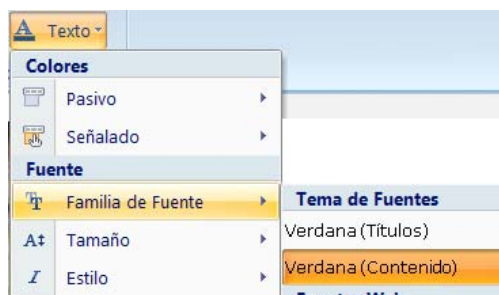 Texto
Colores
Pasivo
Señalado
Fuente
Familia de Fuente
Tamaño
Estilo
Tema de Fuentes
Verdana (Títulos)
Verdana (Contenido)